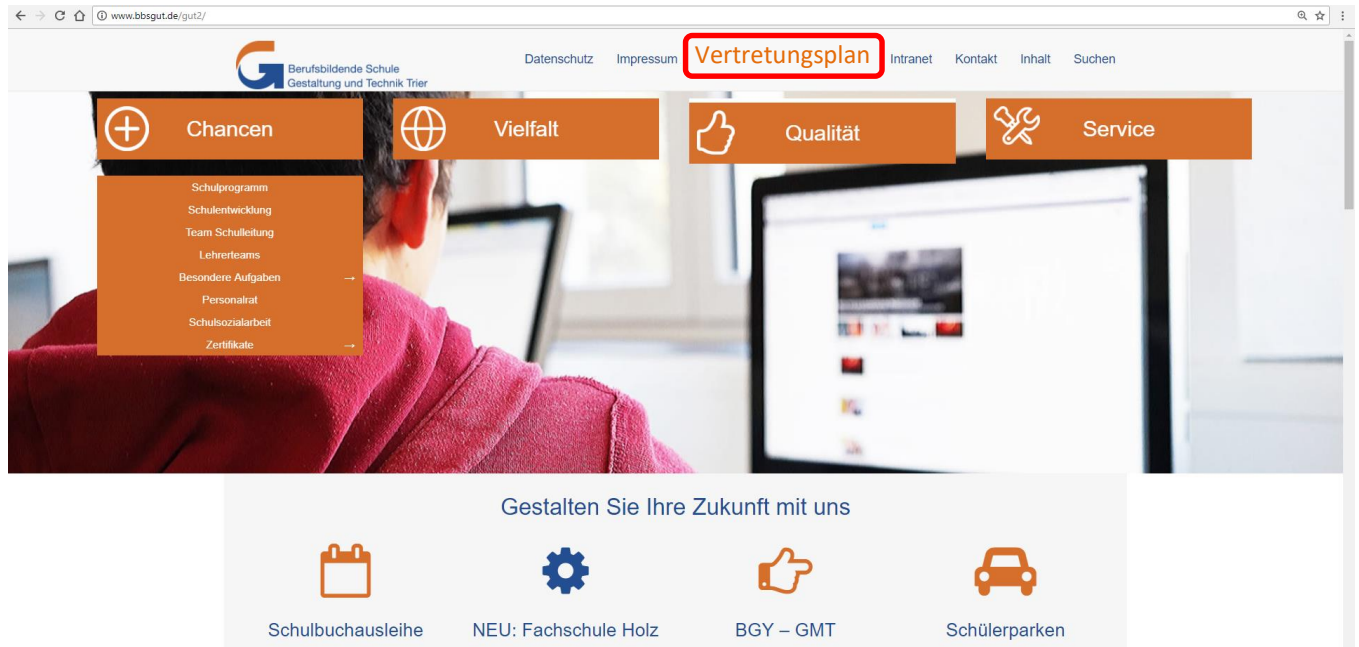 www.bbsgut.de/gut2/
Datenschutz Impressum Vertretungsplan Intranet Kontakt Inhalt Suchen
Berufsbildende Schule
Gestaltung und Technik Trier
Chancen Vielfalt Qualität Service
Schulprogramm
Schulentwicklung
Team Schulleitung
Lehrerteams
Besondere Aufgaben →
Personalrat
Schulsozialarbeit
Zertifikate →
Gestalten Sie Ihre Zukunft mit uns
Schulbuchausleihe NEU: Fachschule Holz BGY – GMT Schülerparken